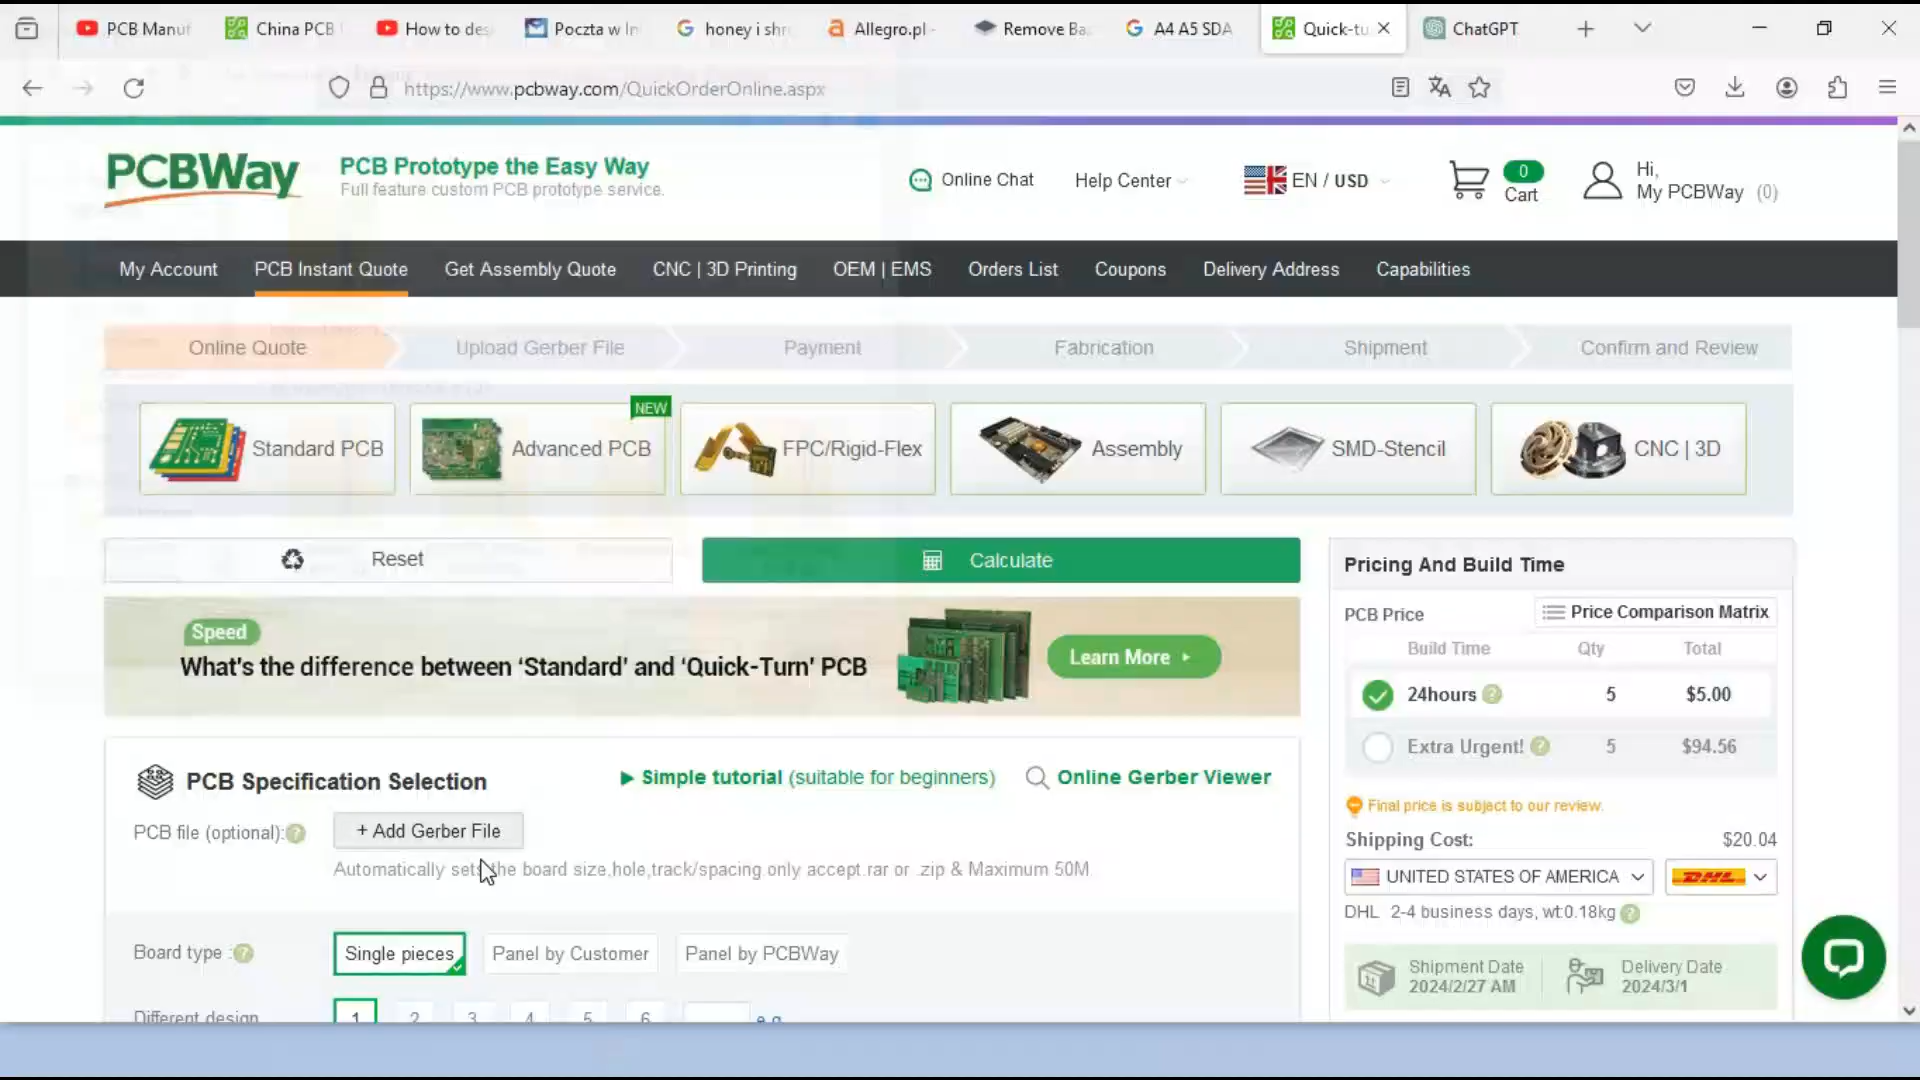 PCB Manuf
China PCB
How to des
Poczta w In
honey i shr
Allegro.pl -
Remove Ba
A4 A5 SDA
Quick-tu
ChatGPT
https://www.pcbway.com/QuickOrderOnline.aspx
PCBWay
PCB Prototype the Easy Way
Full feature custom PCB prototype service.
Online Chat
Help Center
EN / USD
0
Cart
Hi,
My PCBWay (0)
My Account
PCB Instant Quote
Get Assembly Quote
CNC | 3D Printing
OEM | EMS
Orders List
Coupons
Delivery Address
Capabilities
Online Quote
Upload Gerber File
Payment
Fabrication
Shipment
Confirm and Review
Standard PCB
NEW
Advanced PCB
FPC/Rigid-Flex
Assembly
SMD-Stencil
CNC | 3D
Reset
Calculate
Speed
What's the difference between ‘Standard’ and ‘Quick-Turn’ PCB
Learn More
PCB Specification Selection
Simple tutorial (suitable for beginners)
Online Gerber Viewer
PCB file (optional):
+ Add Gerber File
Automatically sets the board size,hole,track/spacing only accept.rar or .zip & Maximum 50M
Board type :
Single pieces
Panel by Customer
Panel by PCBWay
Different design
1
2
3
4
5
6
e.g.
Pricing And Build Time
PCB Price
Price Comparison Matrix
Build Time Qty Total
24hours 5 $5.00
Extra Urgent! 5 $94.56
Final price is subject to our review.
Shipping Cost: $20.04
UNITED STATES OF AMERICA
DHL
DHL 2-4 business days, wt:0.18kg
Shipment Date
2024/2/27 AM
Delivery Date
2024/3/1